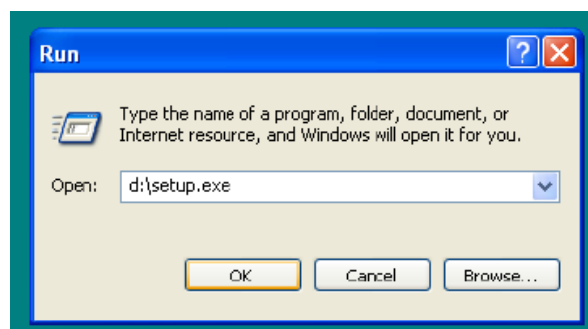 Run
Type the name of a program, folder, document, or
Internet resource, and Windows will open it for you.
Open: d:\setup.exe
OK Cancel Browse...